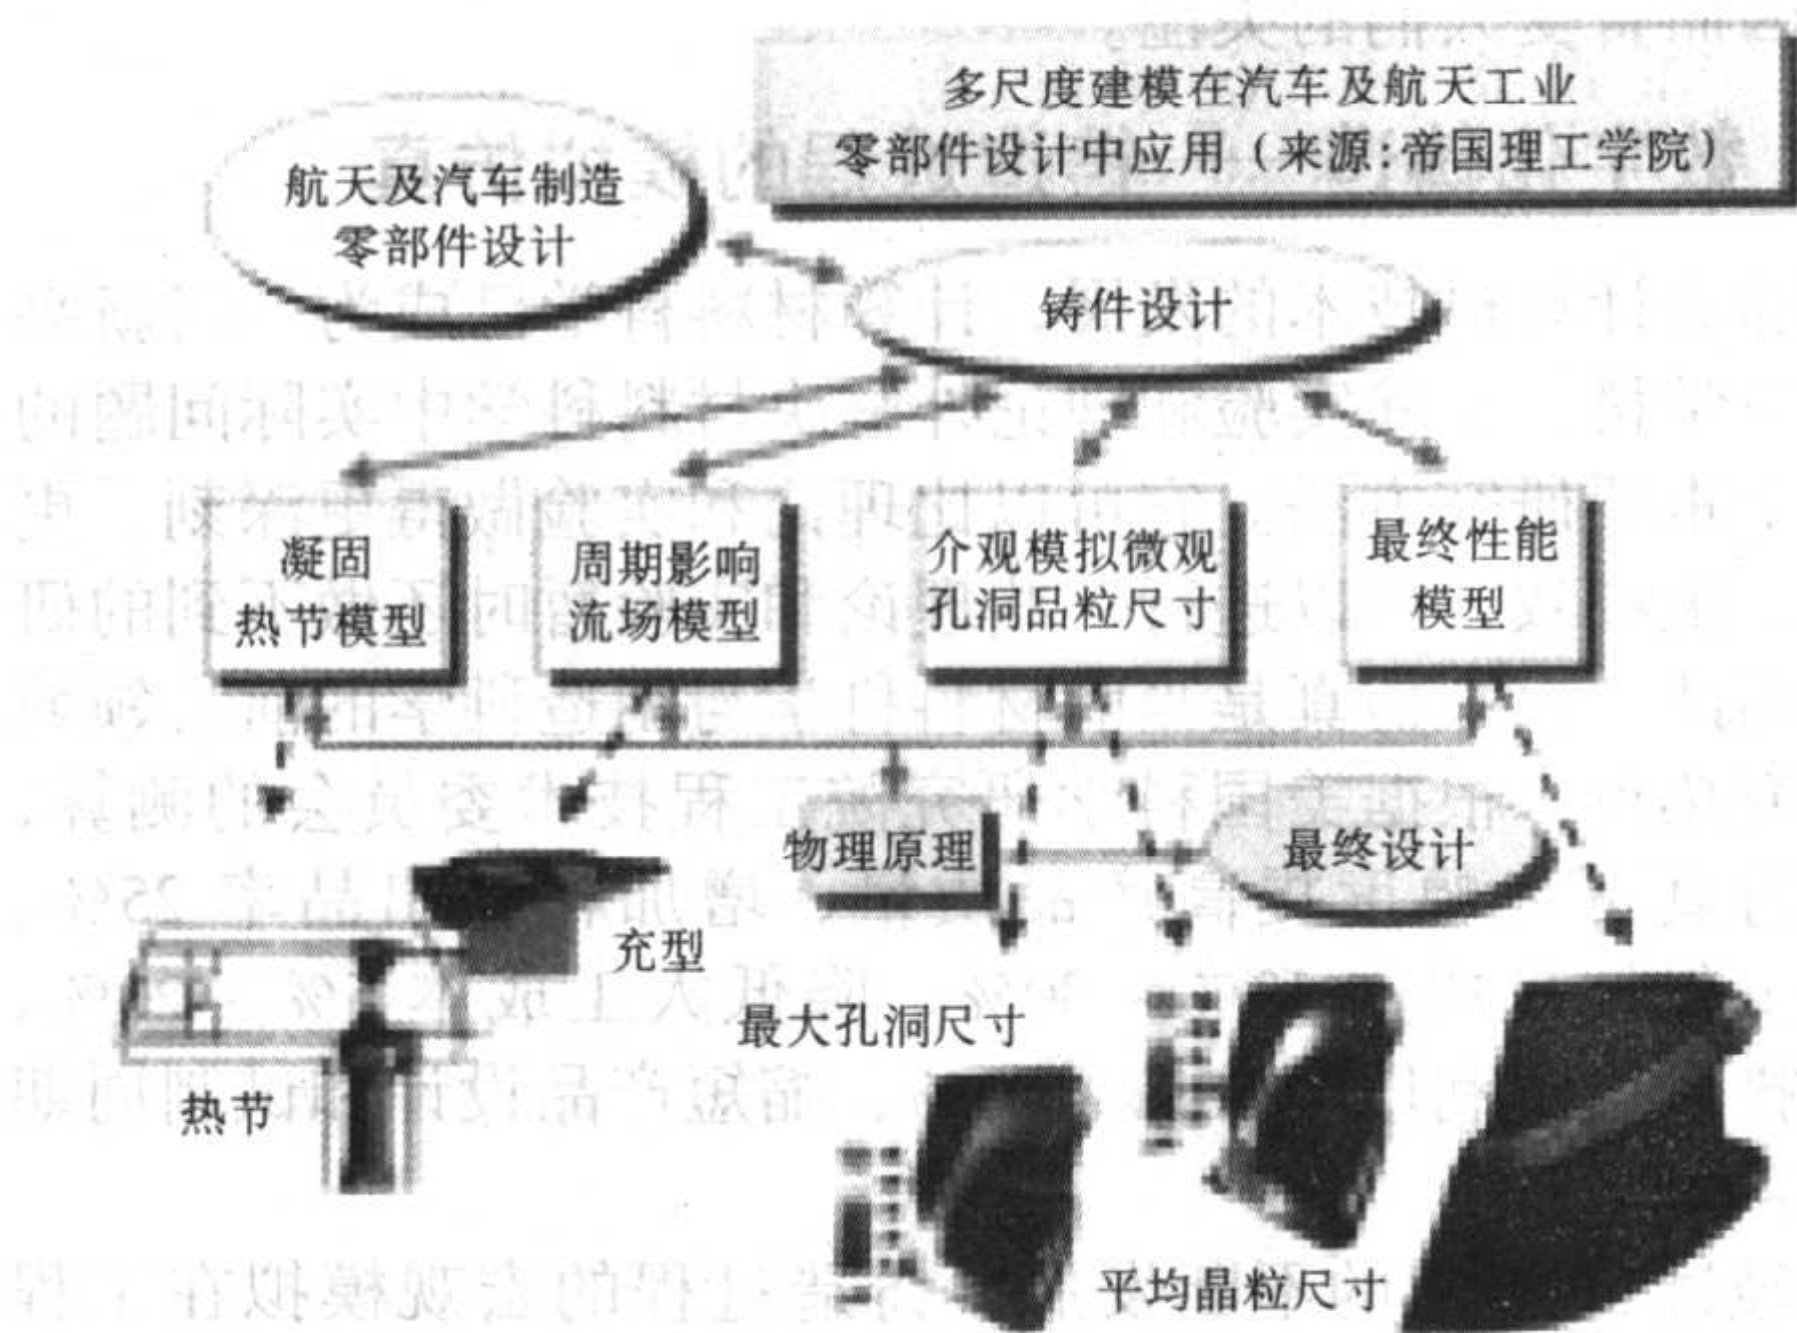 多尺度建模在汽车及航天工业
零部件设计中应用（来源:帝国理工学院）
航天及汽车制造
零部件设计
铸件设计
凝固
热节模型
周期影响
流场模型
介观模拟微观
孔洞品粒尺寸
最终性能
模型
物理原理
最终设计
充型
热节
最大孔洞尺寸
平均晶粒尺寸